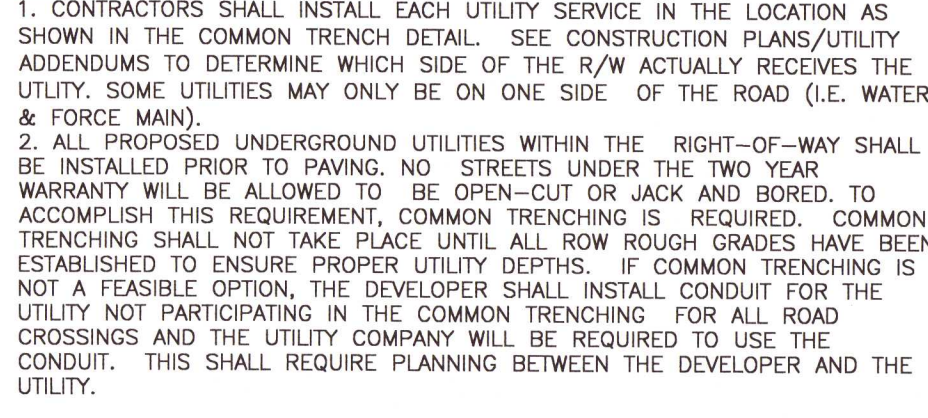 1. CONTRACTORS SHALL INSTALL EACH UTILITY SERVICE IN THE LOCATION AS
SHOWN IN THE COMMON TRENCH DETAIL. SEE CONSTRUCTION PLANS/UTILITY
ADDENDUMS TO DETERMINE WHICH SIDE OF THE R/W ACTUALLY RECEIVES THE
UTLITY. SOME UTILITIES MAY ONLY BE ON ONE SIDE OF THE ROAD (I.E. WATER
& FORCE MAIN).
2. ALL PROPOSED UNDERGROUND UTILITIES WITHIN THE RIGHT-OF-WAY SHALL
BE INSTALLED PRIOR TO PAVING. NO STREETS UNDER THE TWO YEAR
WARRANTY WILL BE ALLOWED TO BE OPEN-CUT OR JACK AND BORED. TO
ACCOMPLISH THIS REQUIREMENT, COMMON TRENCHING IS REQUIRED. COMMON
TRENCHING SHALL NOT TAKE PLACE UNTIL ALL ROW ROUGH GRADES HAVE BEEN
ESTABLISHED TO ENSURE PROPER UTILITY DEPTHS. IF COMMON TRENCHING IS
NOT A FEASIBLE OPTION, THE DEVELOPER SHALL INSTALL CONDUIT FOR THE
UTILITY NOT PARTICIPATING IN THE COMMON TRENCHING FOR ALL ROAD
CROSSINGS AND THE UTILITY COMPANY WILL BE REQUIRED TO USE THE
CONDUIT. THIS SHALL REQUIRE PLANNING BETWEEN THE DEVELOPER AND THE
UTILITY.